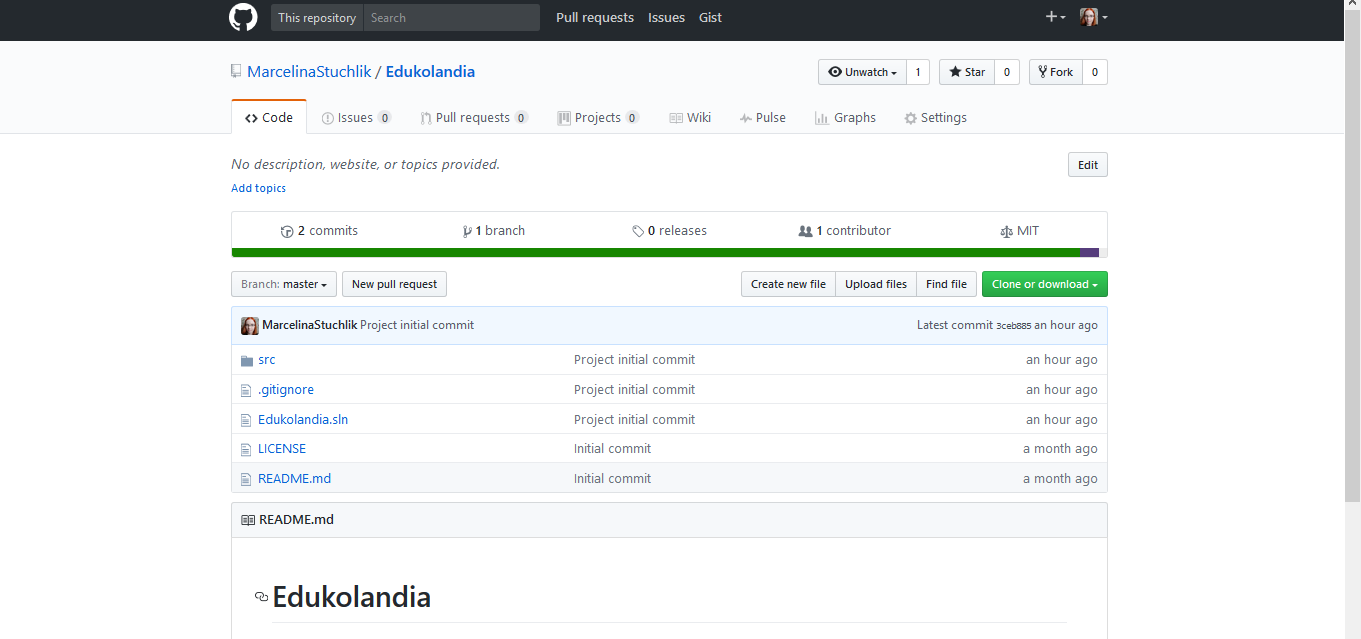 This repository Search Pull requests Issues Gist
MarcelinaStuchlik / Edukolandia Unwatch 1 Star 0 Fork 0
Code Issues 0 Pull requests 0 Projects 0 Wiki Pulse Graphs Settings
No description, website, or topics provided. Edit
Add topics
2 commits 1 branch 0 releases 1 contributor MIT
Branch: master New pull request Create new file Upload files Find file Clone or download
MarcelinaStuchlik Project initial commit Latest commit 3ceb885 an hour ago
src Project initial commit an hour ago
.gitignore Project initial commit an hour ago
Edukolandia.sln Project initial commit an hour ago
LICENSE Initial commit a month ago
README.md Initial commit a month ago
README.md
Edukolandia